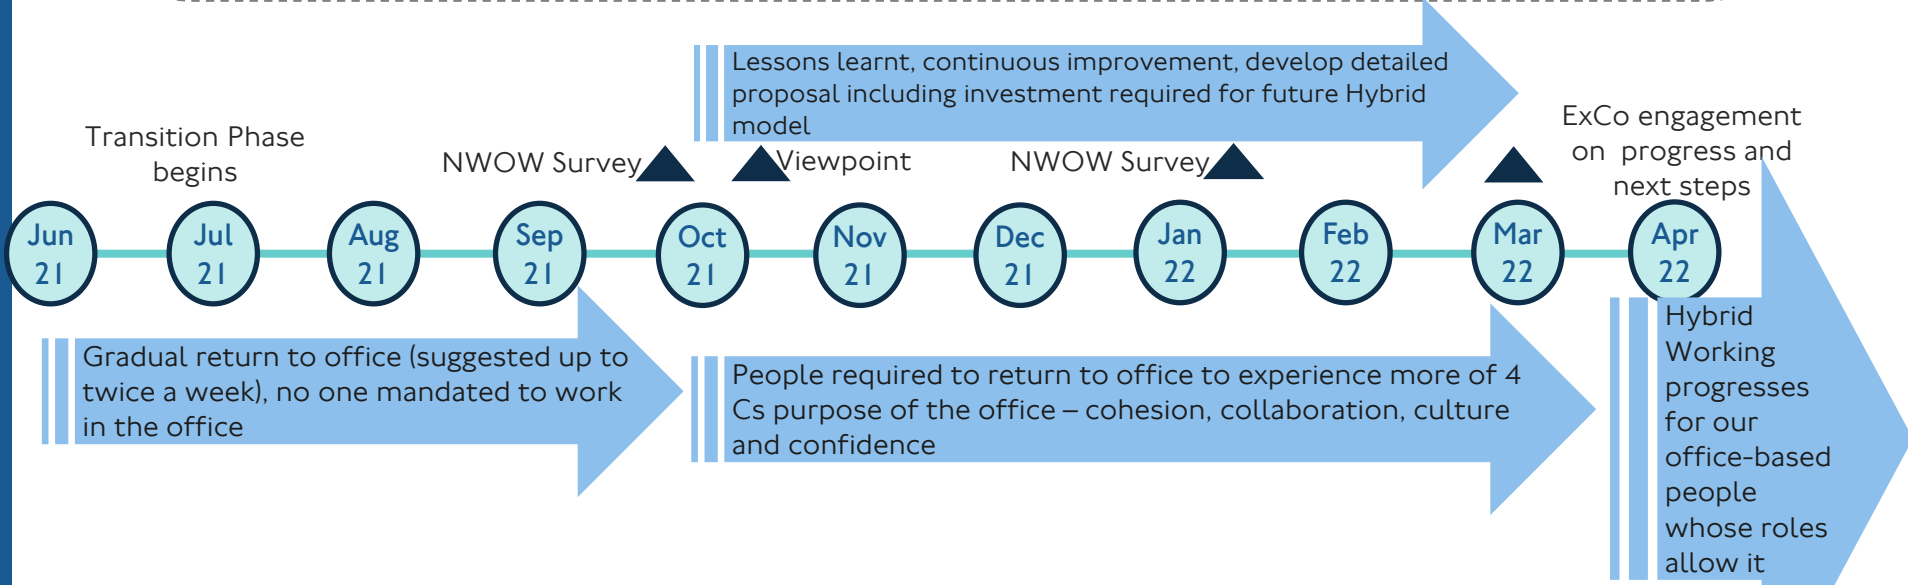 Lessons learnt, continuous improvement, develop detailed
proposal including investment required for future Hybrid
model
Transition Phase
begins
NWOW Survey
Viewpoint
NWOW Survey
ExCo engagement
on progress and
next steps
Jun
21
Jul
21
Aug
21
Sep
21
Oct
21
Nov
21
Dec
21
Jan
22
Feb
22
Mar
22
Apr
22
Gradual return to office (suggested up to
twice a week), no one mandated to work
in the office
People required to return to office to experience more of 4
Cs purpose of the office – cohesion, collaboration, culture
and confidence
Hybrid
Working
progresses
for our
office-based
people
whose roles
allow it